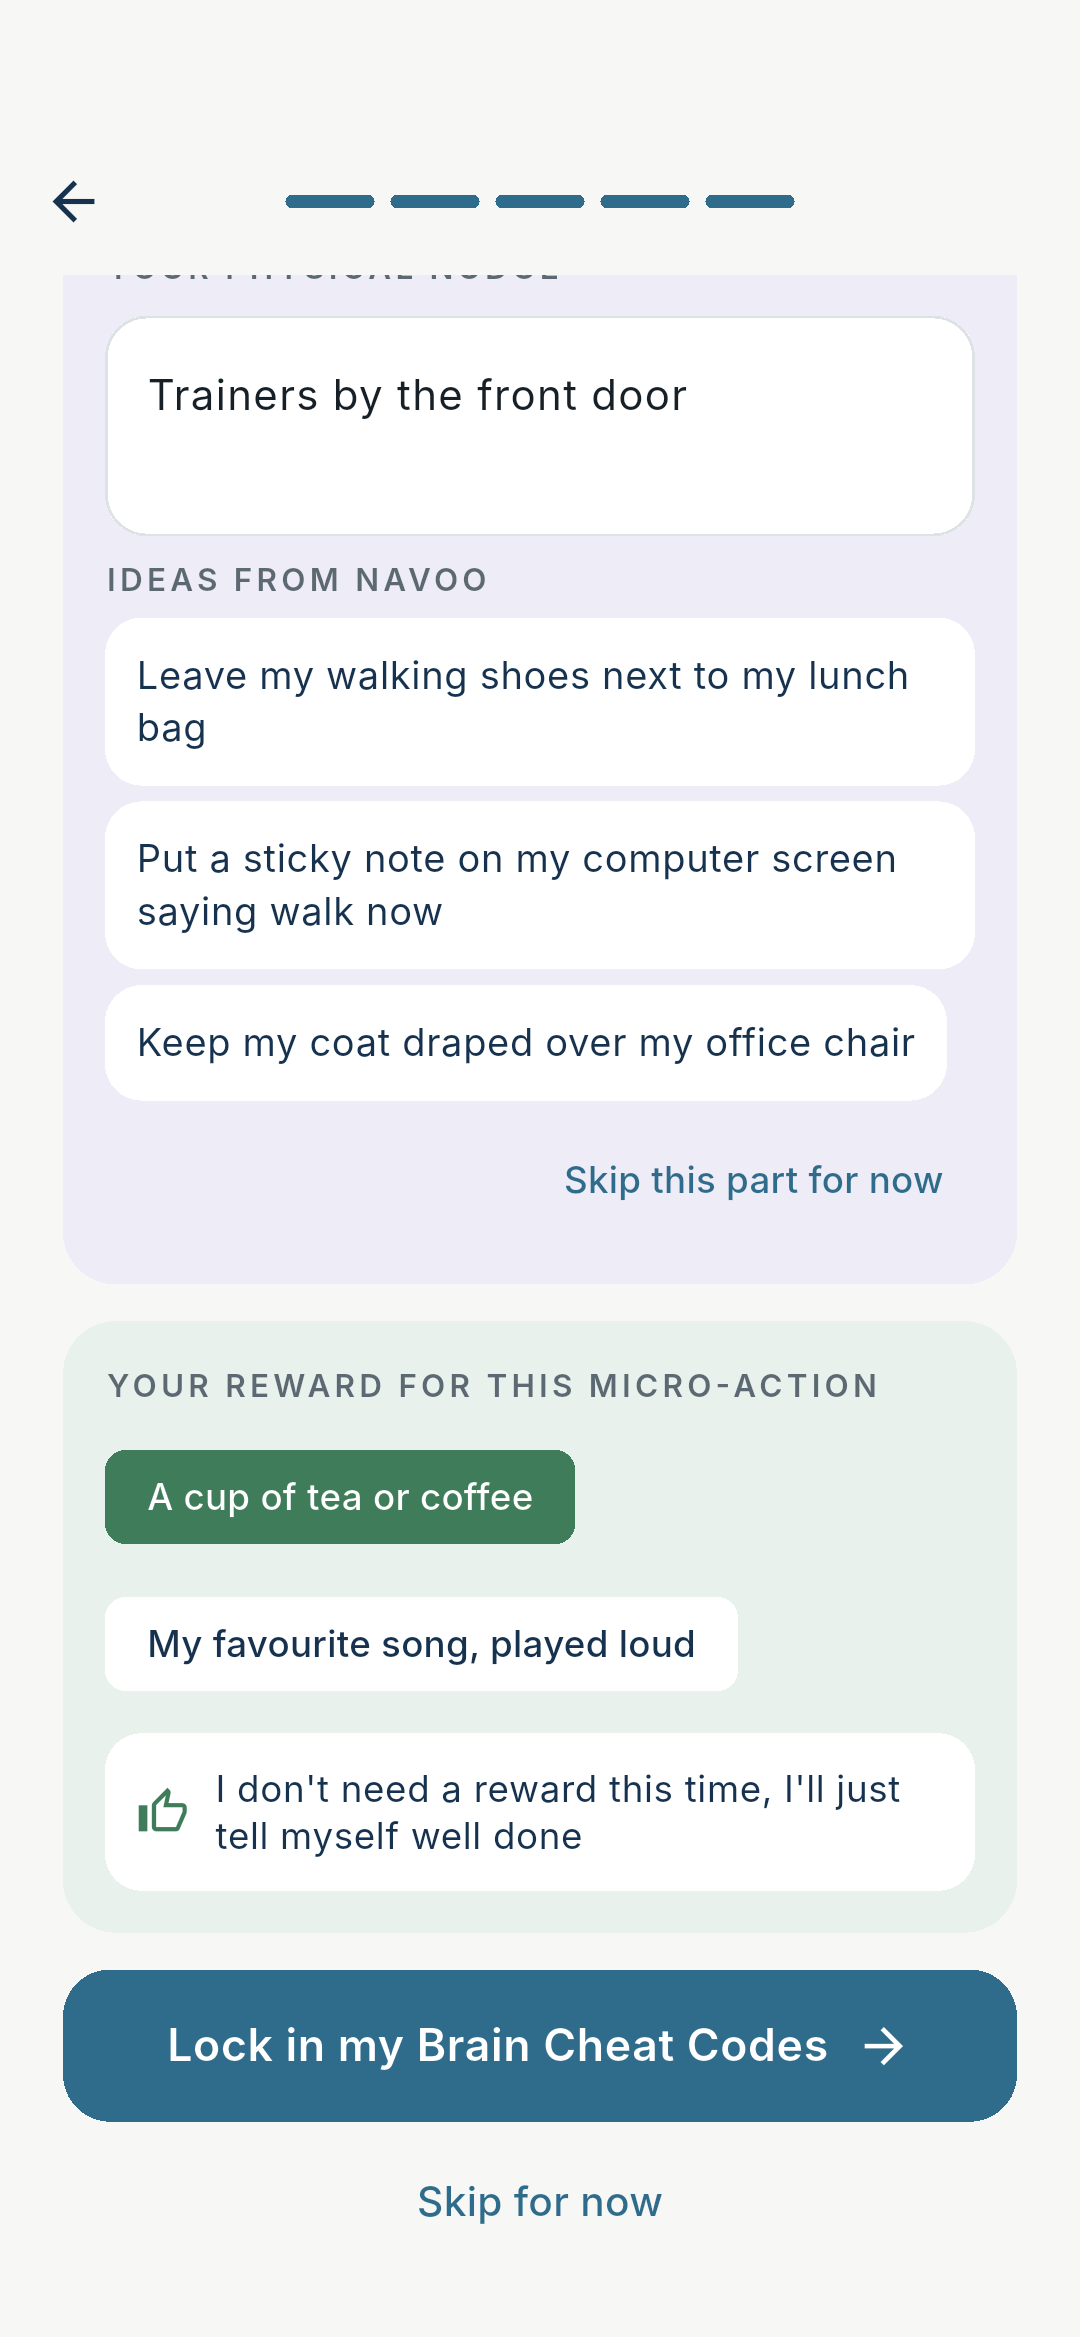 YOUR PHYSICAL NUDGE
Trainers by the front door
IDEAS FROM NAVOO
Leave my walking shoes next to my lunch
bag
Put a sticky note on my computer screen
saying walk now
Keep my coat draped over my office chair
Skip this part for now
YOUR REWARD FOR THIS MICRO-ACTION
A cup of tea or coffee
My favourite song, played loud
I don't need a reward this time, I'll just
tell myself well done
Lock in my Brain Cheat Codes
Skip for now